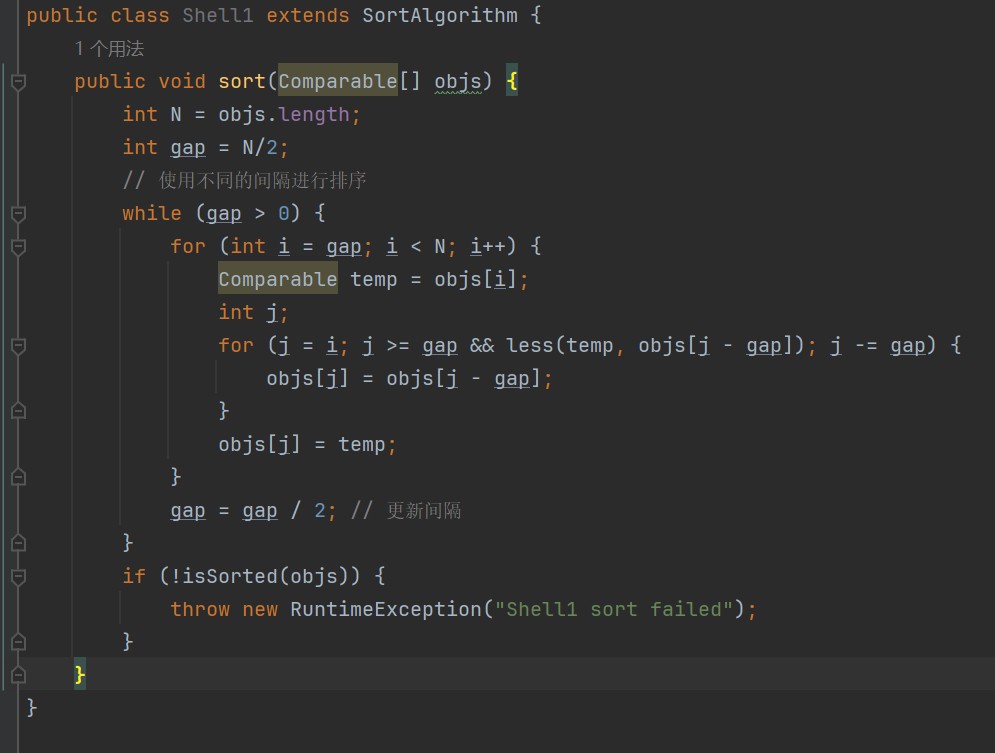 public class Shell1 extends SortAlgorithm {
1 个用法
public void sort(Comparable[] objs) {
int N = objs.length;
int gap = N/2;
// 使用不同的间隔进行排序
while (gap > 0) {
for (int i = gap; i < N; i++) {
Comparable temp = objs[i];
int j;
for (j = i; j >= gap && less(temp, objs[j - gap]); j -= gap) {
objs[j] = objs[j - gap];
}
objs[j] = temp;
}
gap = gap / 2; // 更新间隔
}
if (!isSorted(objs)) {
throw new RuntimeException("Shell1 sort failed");
}
}
}